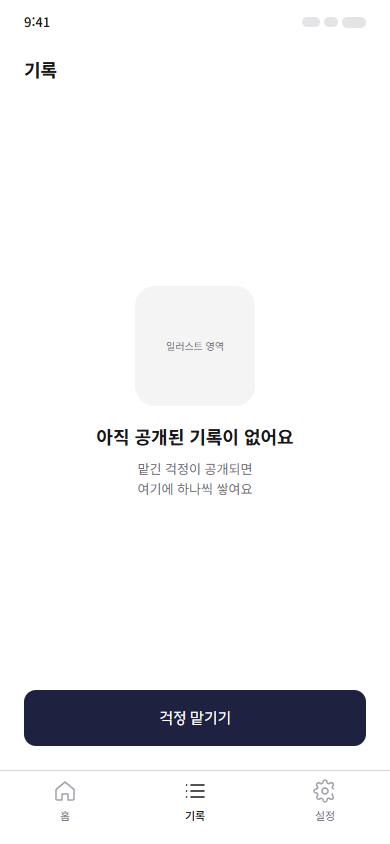 9:41
기록
일러스트 영역
아직 공개된 기록이 없어요
맡긴 걱정이 공개되면
여기에 하나씩 쌓여요
걱정 맡기기
홈
기록
설정